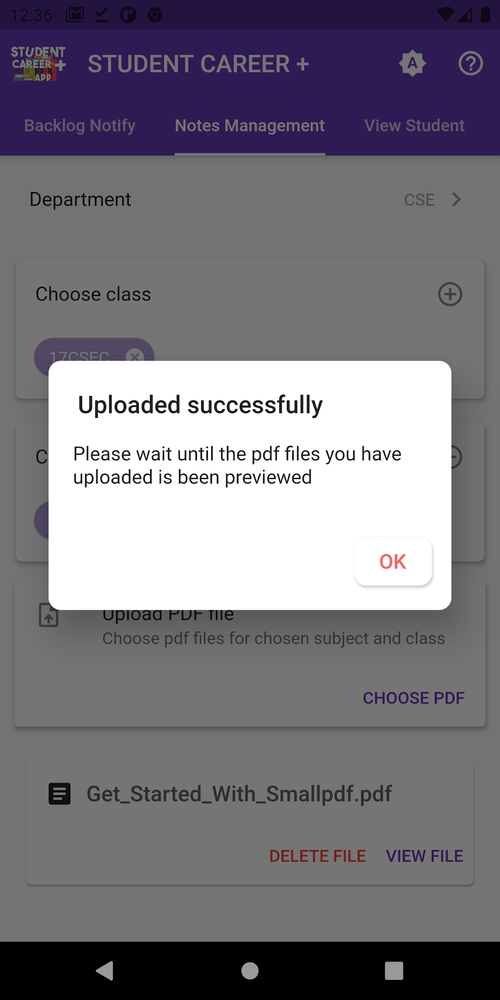 12:36
STUDENT
CAREER +
APP
STUDENT CAREER +
A
Backlog Notify
Notes Management
View Student
Department
CSE
Choose class
17CSEC
Uploaded successfully
Please wait until the pdf files you have
uploaded is been previewed
OK
C
Upload PDF file
Choose pdf files for chosen subject and class
CHOOSE PDF
Get_Started_With_Smallpdf.pdf
DELETE FILE
VIEW FILE